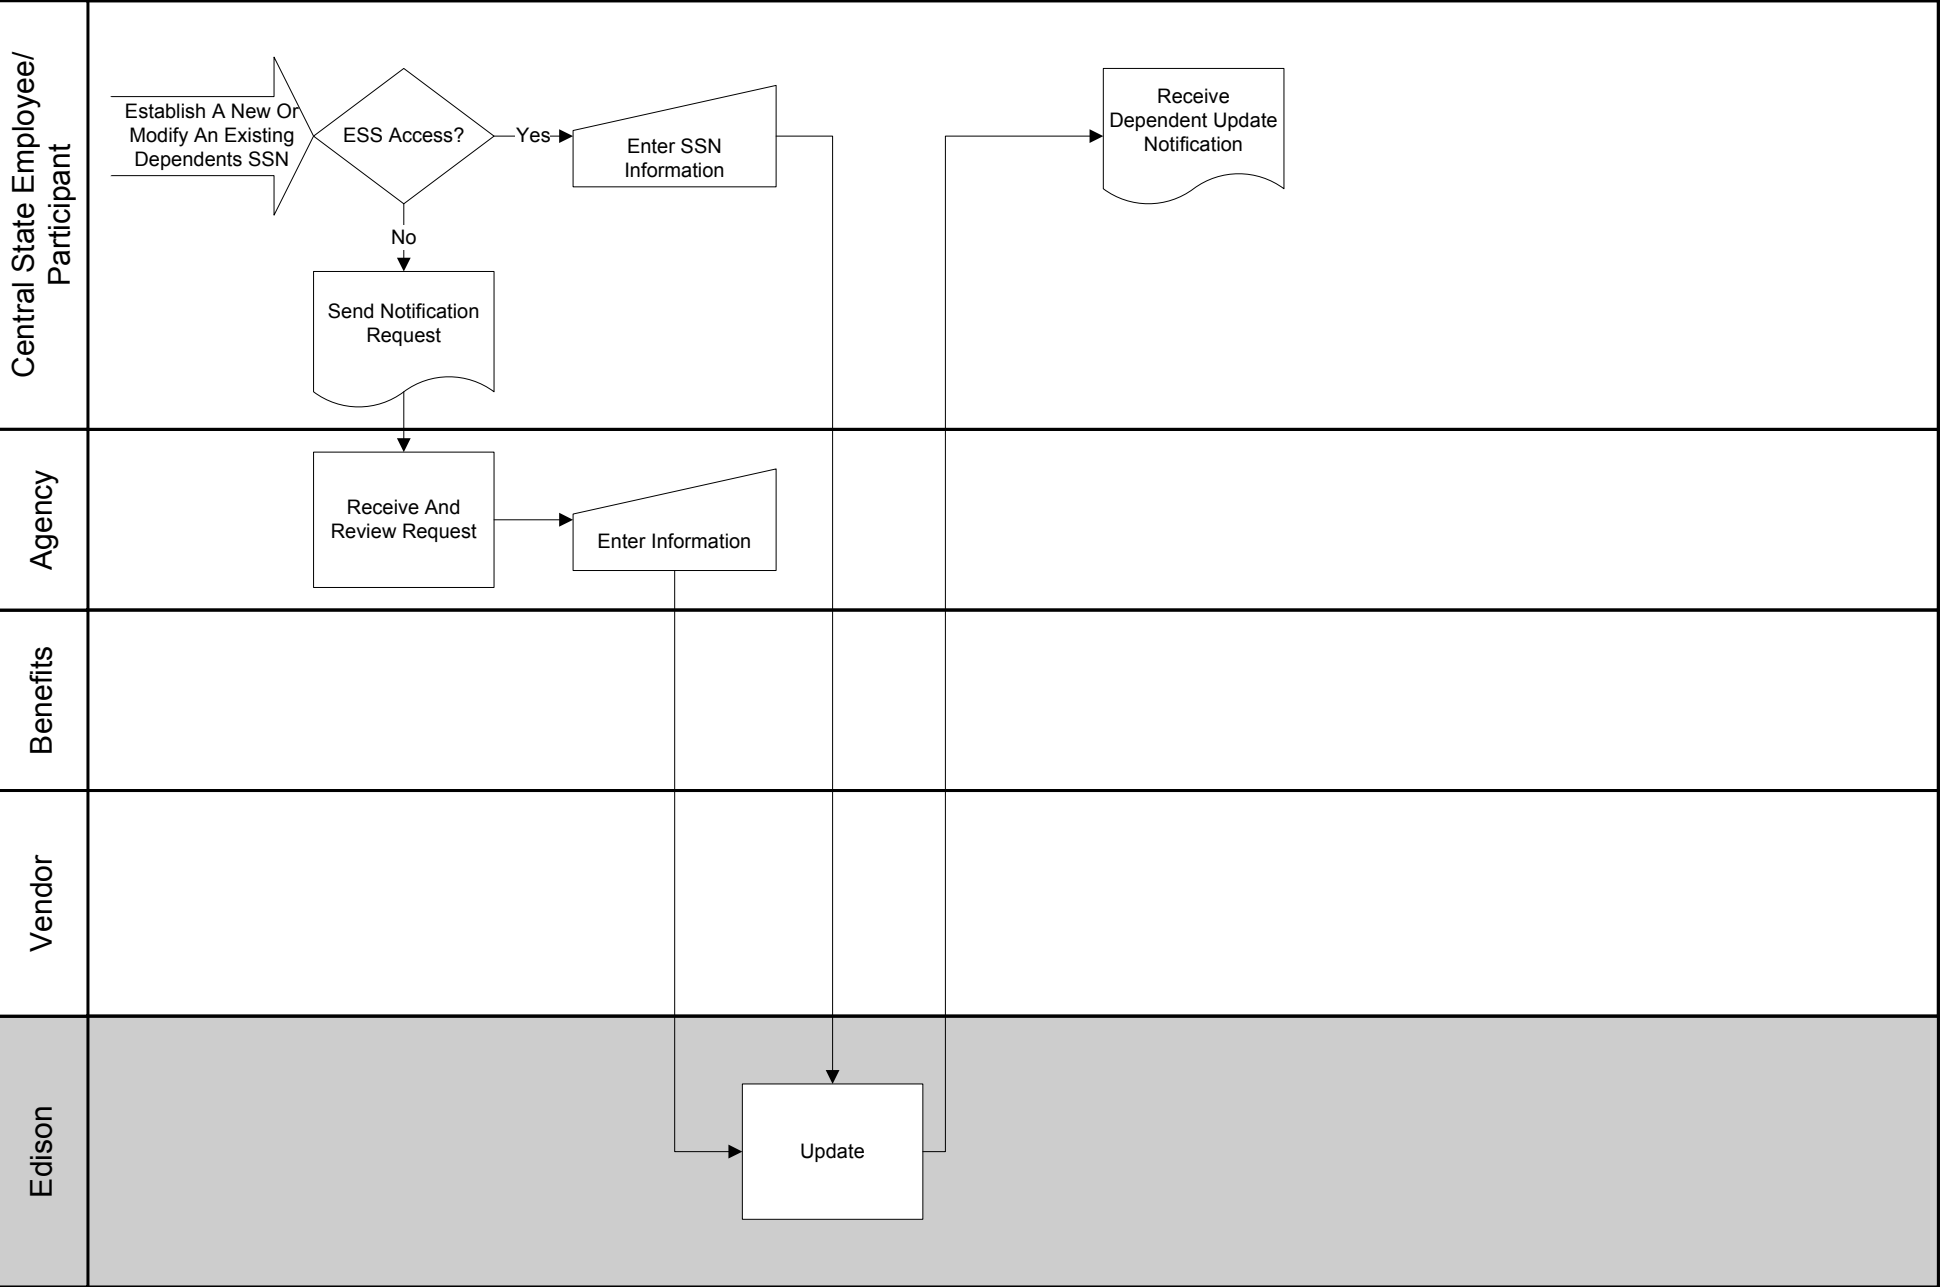 Central State Employee/
Participant
Establish A New Or
Modify An Existing
Dependents SSN
ESS Access?
Yes
Enter SSN
Information
Receive
Dependent Update
Notification
No
Send Notification
Request
Agency
Receive And
Review Request
Enter Information
Benefits
Vendor
Edison
Update